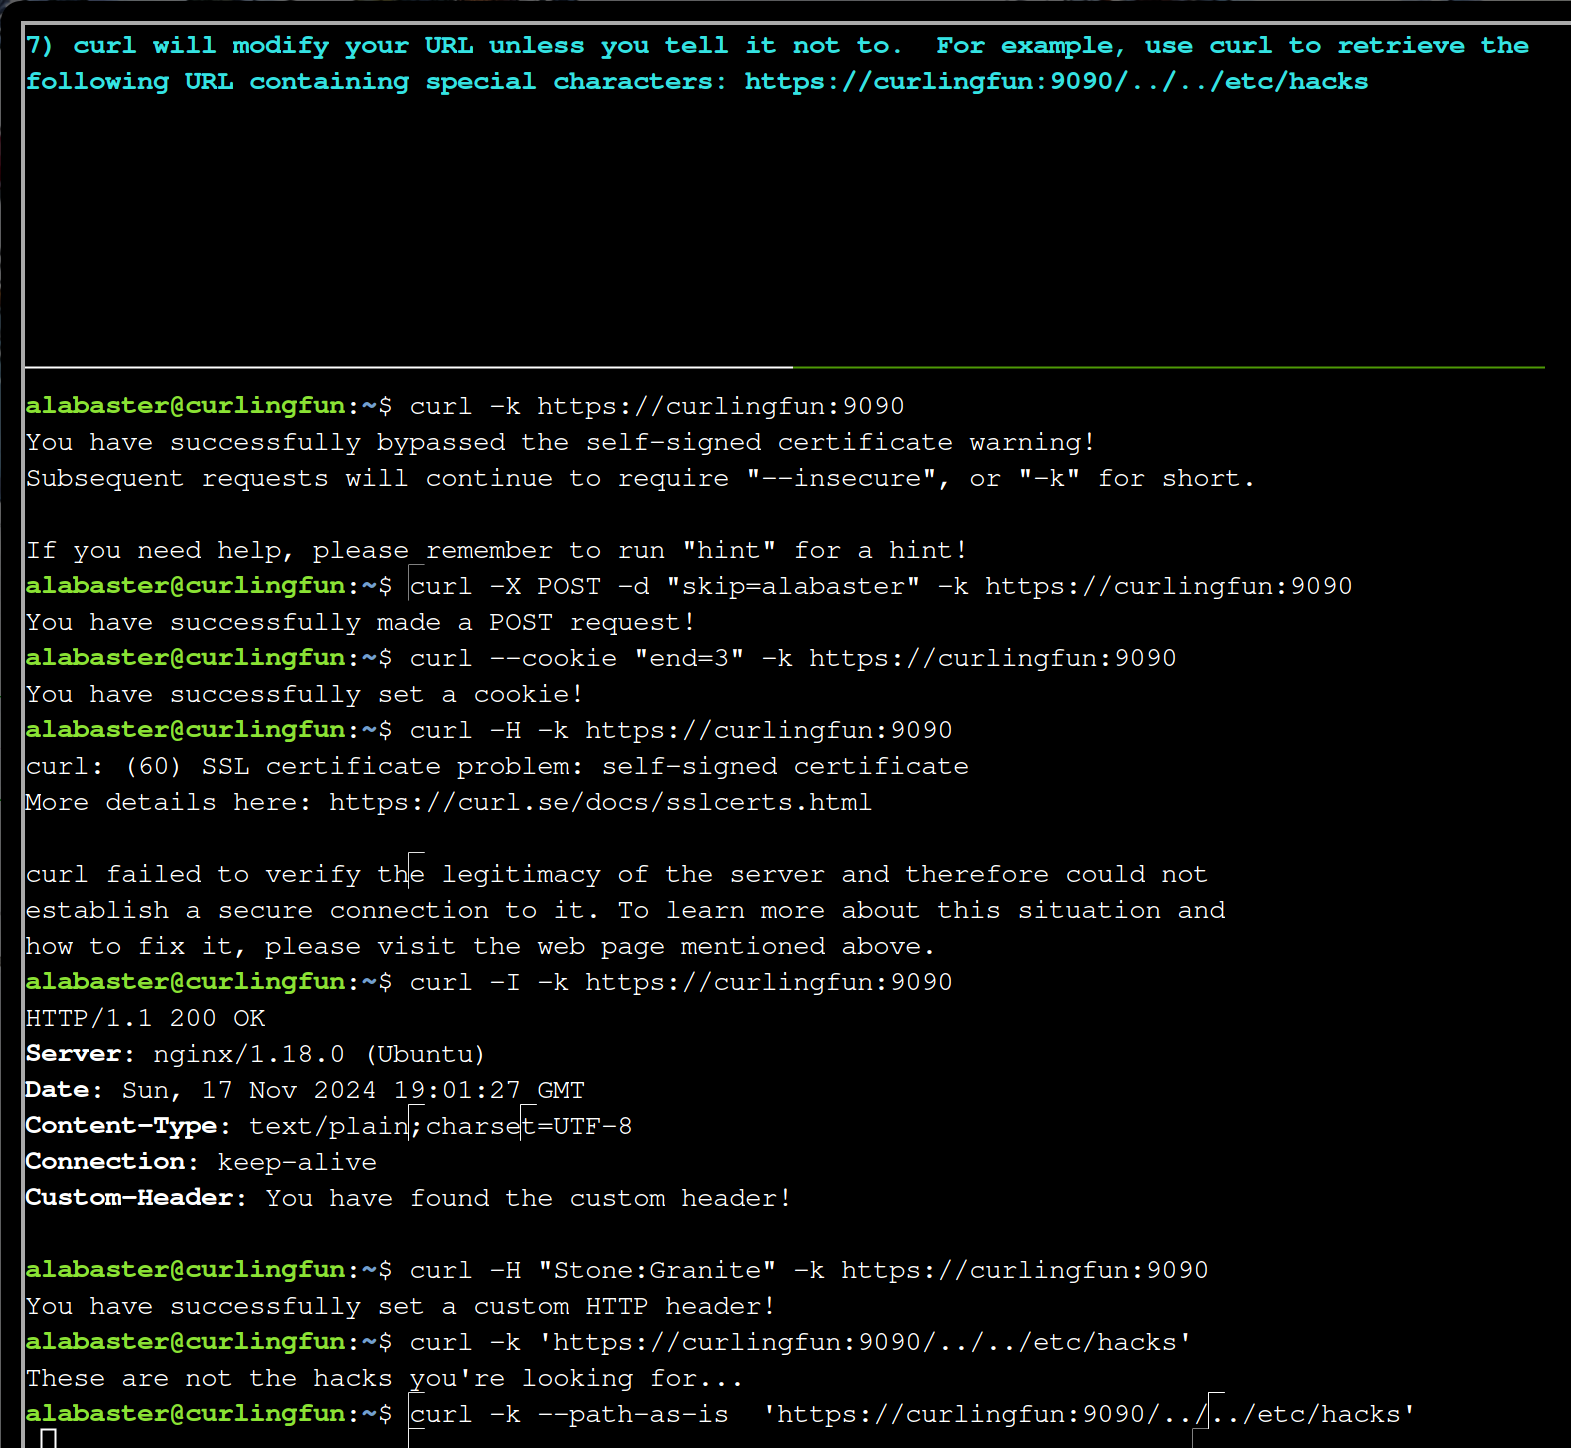 7) curl will modify your URL unless you tell it not to.  For example, use curl to retrieve the
following URL containing special characters: https://curlingfun:9090/../../etc/hacks
alabaster@curlingfun:~$ curl -k https://curlingfun:9090
You have successfully bypassed the self-signed certificate warning!
Subsequent requests will continue to require "--insecure", or "-k" for short.
If you need help, please remember to run "hint" for a hint!
alabaster@curlingfun:~$ curl -X POST -d "skip=alabaster" -k https://curlingfun:9090
You have successfully made a POST request!
alabaster@curlingfun:~$ curl --cookie "end=3" -k https://curlingfun:9090
You have successfully set a cookie!
alabaster@curlingfun:~$ curl -H -k https://curlingfun:9090
curl: (60) SSL certificate problem: self-signed certificate
More details here: https://curl.se/docs/sslcerts.html
curl failed to verify the legitimacy of the server and therefore could not
establish a secure connection to it. To learn more about this situation and
how to fix it, please visit the web page mentioned above.
alabaster@curlingfun:~$ curl -I -k https://curlingfun:9090
HTTP/1.1 200 OK
Server: nginx/1.18.0 (Ubuntu)
Date: Sun, 17 Nov 2024 19:01:27 GMT
Content-Type: text/plain;charset=UTF-8
Connection: keep-alive
Custom-Header: You have found the custom header!
alabaster@curlingfun:~$ curl -H "Stone:Granite" -k https://curlingfun:9090
You have successfully set a custom HTTP header!
alabaster@curlingfun:~$ curl -k 'https://curlingfun:9090/../../etc/hacks'
These are not the hacks you're looking for...
alabaster@curlingfun:~$ curl -k --path-as-is  'https://curlingfun:9090/../../etc/hacks'